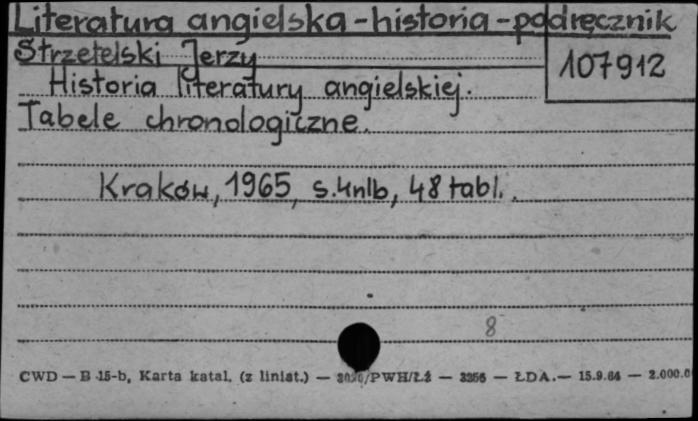 Literatura angielska-historia-podręcznik
Strzetelski Jerzy
107912
Historia literatury angielskiej.
Tabele chronologiczne.
Kraków, 1965, s.4nlb, 48 tabl.
8
CWD — B 15-b, Karta katal. (z liniat.) — /PWH/Łż — 3356 — ŁDA.— 15.9.64 — 2.000.0